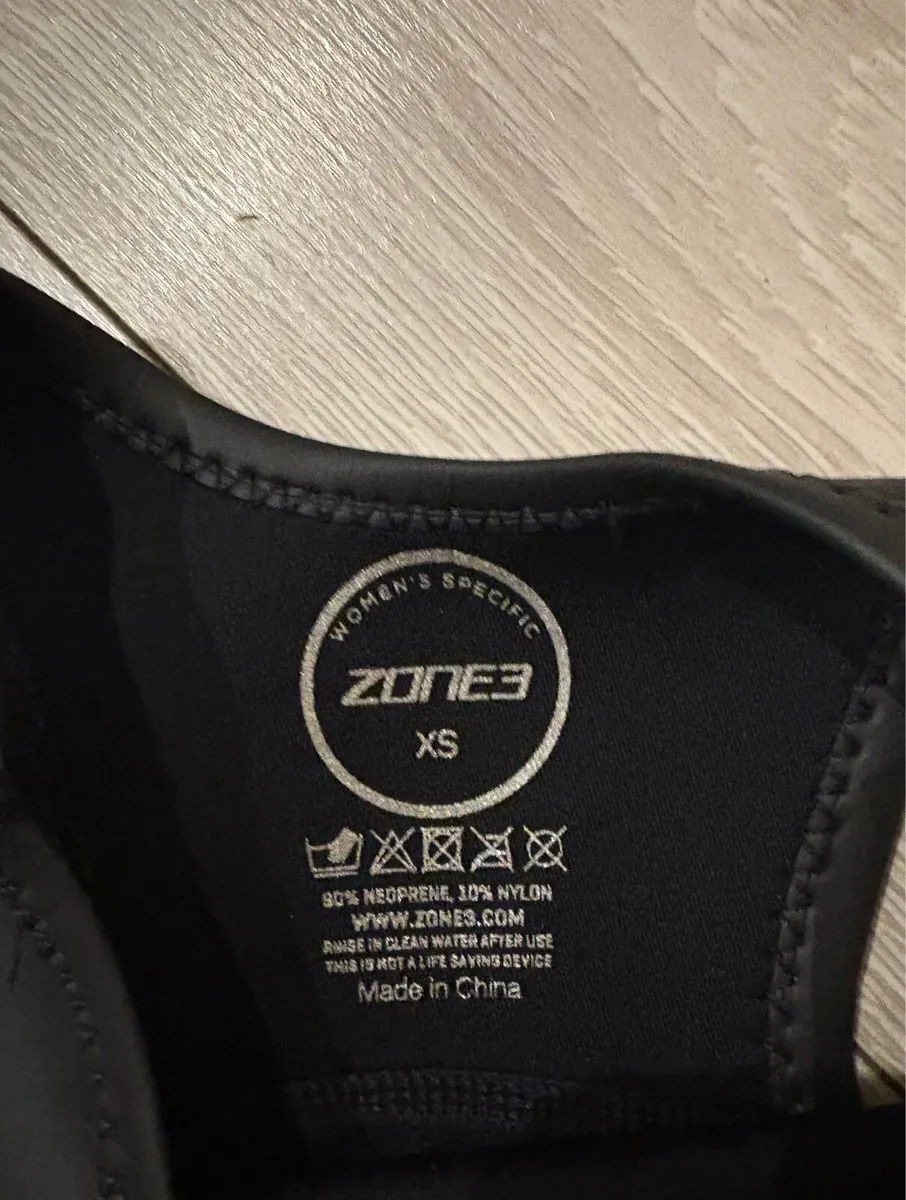 WOMEN'S SPECIFIC
ZONE3
XS
90% NEOPRENE, 10% NYLON
WWW.ZONE3.COM
RINSE IN CLEAN WATER AFTER USE
THIS IS NOT A LIFE SAVING DEVICE
Made in China